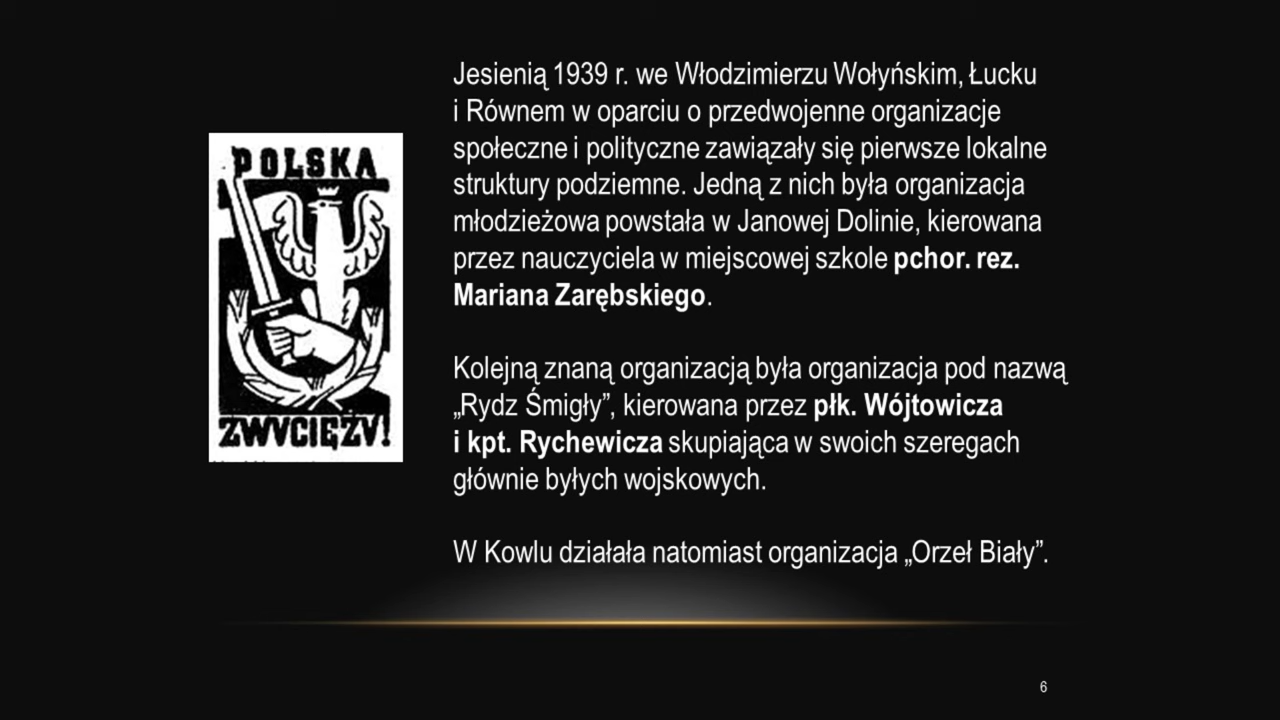 POLSKA
ZWYCIĘŻY!
Jesienią 1939 r. we Włodzimierzu Wołyńskim, Łucku
i Równem w oparciu o przedwojenne organizacje
społeczne i polityczne zawiązały się pierwsze lokalne
struktury podziemne. Jedną z nich była organizacja
młodzieżowa powstała w Janowej Dolinie, kierowana
przez nauczyciela w miejscowej szkole pchor. rez.
Mariana Zarębskiego.
Kolejną znaną organizacją była organizacja pod nazwą
„Rydz Śmigły”, kierowana przez płk. Wójtowicza
i kpt. Rychewicza skupiająca w swoich szeregach
głównie byłych wojskowych.
W Kowlu działała natomiast organizacja „Orzeł Biały”.
6